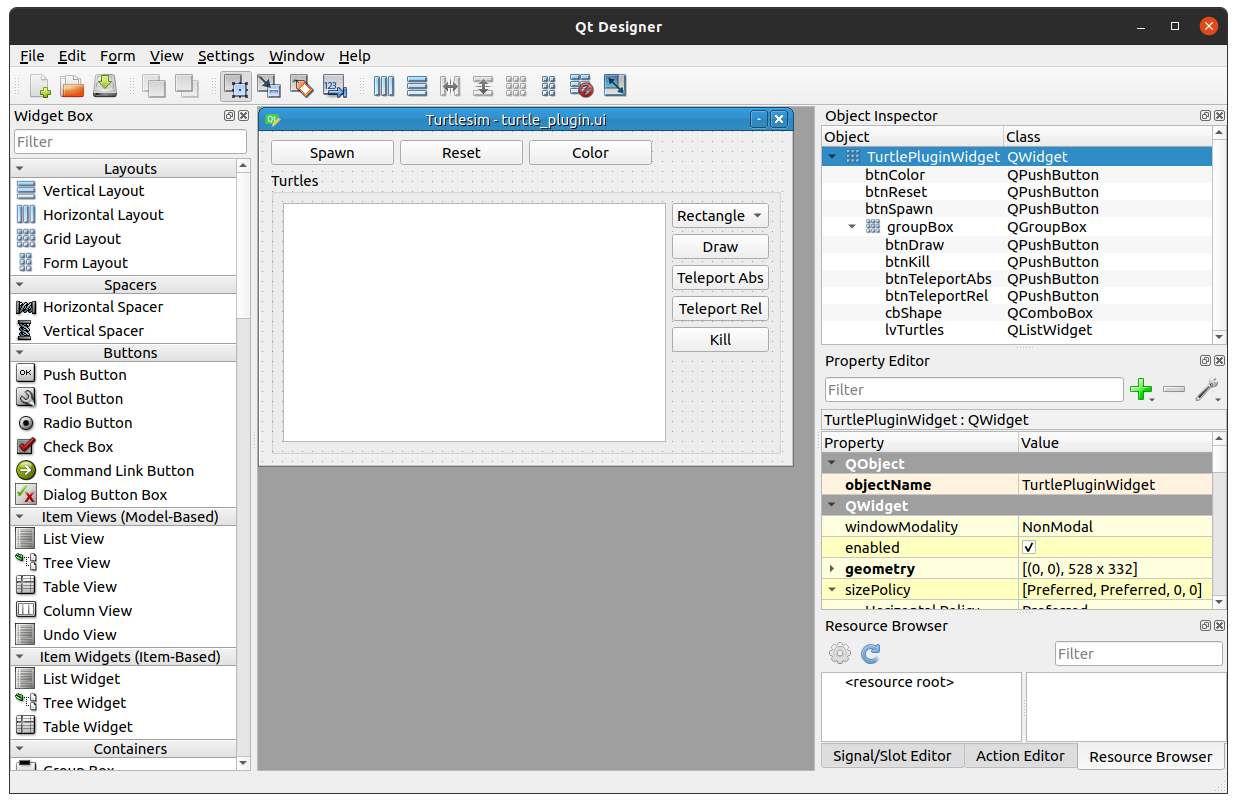 Qt Designer
File Edit Form View Settings Window Help
Widget Box
Filter
Layouts
Vertical Layout
Horizontal Layout
Grid Layout
Form Layout
Spacers
Horizontal Spacer
Vertical Spacer
Buttons
Push Button
Tool Button
Radio Button
Check Box
Command Link Button
Dialog Button Box
Item Views (Model-Based)
List View
Tree View
Table View
Column View
Undo View
Item Widgets (Item-Based)
List Widget
Tree Widget
Table Widget
Containers
Group Box
Turtlesim - turtle_plugin.ui
Spawn Reset Color
Turtles
Rectangle
Draw
Teleport Abs
Teleport Rel
Kill
Object Inspector
Object Class
TurtlePluginWidget QWidget
btnColor QPushButton
btnReset QPushButton
btnSpawn QPushButton
groupBox QGroupBox
btnDraw QPushButton
btnKill QPushButton
btnTeleportAbs QPushButton
btnTeleportRel QPushButton
cbShape QComboBox
lvTurtles QListWidget
Property Editor
Filter
TurtlePluginWidget : QWidget
Property Value
QObject
objectName TurtlePluginWidget
QWidget
windowModality NonModal
enabled
geometry [(0, 0), 528 x 332]
sizePolicy [Preferred, Preferred, 0, 0]
Horizontal Policy Preferred
Resource Browser
Filter
<resource root>
Signal/Slot Editor Action Editor Resource Browser